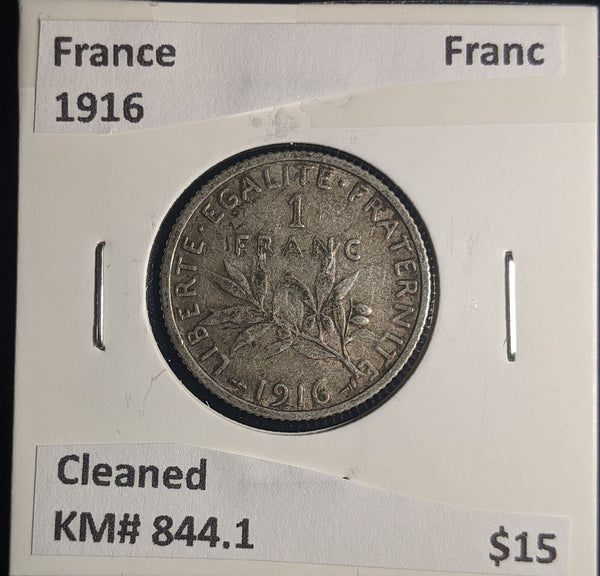 France Franc
1916
LIBERTE·EGALITE·FRATERNITE
1
FRANC
1916
Cleaned
KM# 844.1 $15